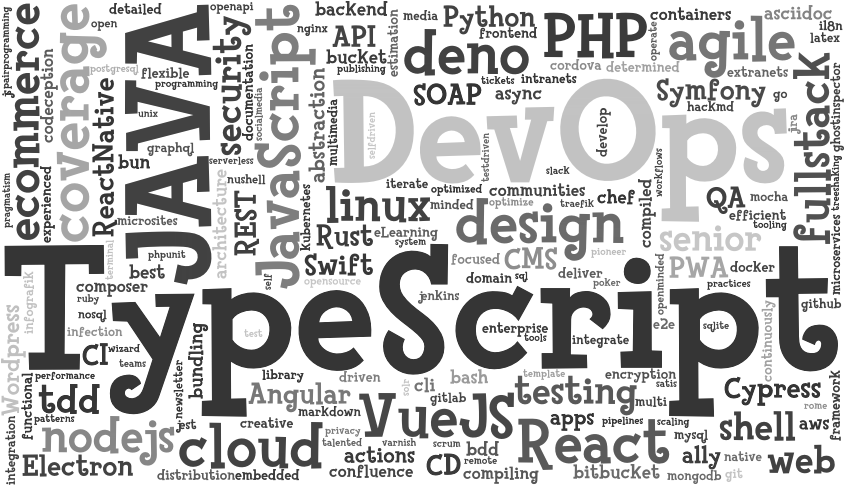 pairprogramming
ecommerce
codeception
coverage
open
detailed
postgresql
ReactNative
JAVA
flexible
programming
unix
graphql
bun
openapi
security
documentation
socialmedia
serverless
nginx
JavaScript
backend
API
bucket
publishing
multimedia
abstraction
media
estimation
Python
frontend
deno
SOAP
tickets
intranets
async
PHP
cordova
determined
containers
operate
agile
extranets
Symfony
go
hackmd
asciidoc
i18n
latex
fullstack
ghostinspector
treeshaking
microservices
jira
DevOps
selfdriven
testdriven
develop
slack
workflows
pragmatism
experienced
microsites
nushell
architecture
REST
kubernetes
iterate
optimized
linux
minded
optimize
communities
traefik
chef
compiled
QA
mocha
efficient
tooling
Rust
eLearning
system
design
senior
pioneer
phpunit
terminal
best
self
Swift
opensource
focused
CMS
domain
sql
deliver
poker
openminded
PWA
docker
practices
TypeScript
infografik
composer
ruby
nosql
infection
jenkins
github
Wordpress
CI
wizard
teams
bundling
test
enterprise
tools
integrate
e2e
sqlite
continuously
performance
functional
tdd
patterns
newsletter
library
driven
Angular
markdown
solr
cli
gitlab
bash
template
testing
encryption
satis
multi
Cypress
rome
framework
integration
nodejs
jest
creative
privacy
talented
varnish
VueJS
scrum
apps
pipelines
scaling
mysql
shell
aws
Electron
cloud
distribution
embedded
actions
confluence
CD
bdd
remote
compiling
React
bitbucket
ally
mongodb
native
git
web